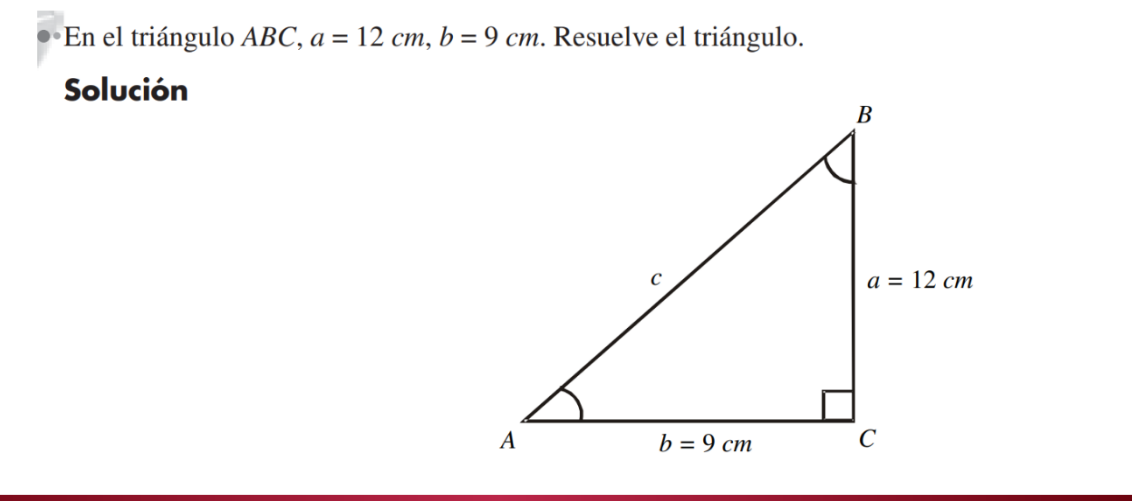 En el triángulo ABC, a = 12 cm, b = 9 cm. Resuelve el triángulo.
Solución
B
c
a = 12 cm
A
b = 9 cm
C